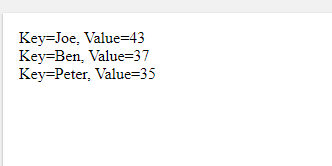 Key=Joe, Value=43
Key=Ben, Value=37
Key=Peter, Value=35